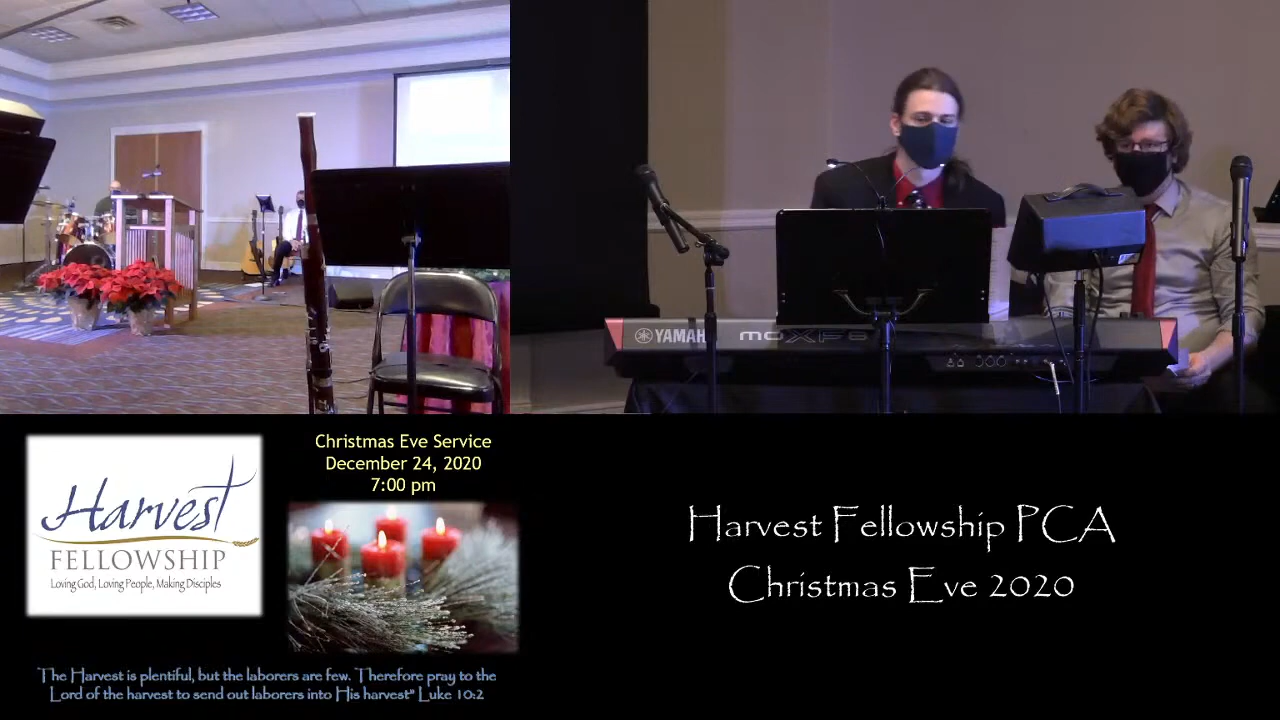 YAMAHA MOXF8
Harvest
FELLOWSHIP
Loving God, Loving People, Making Disciples
Christmas Eve Service
December 24, 2020
7:00 pm
"The Harvest is plentiful, but the laborers are few. Therefore pray to the
Lord of the harvest to send out laborers into His harvest" Luke 10:2
Harvest Fellowship PCA
Christmas Eve 2020